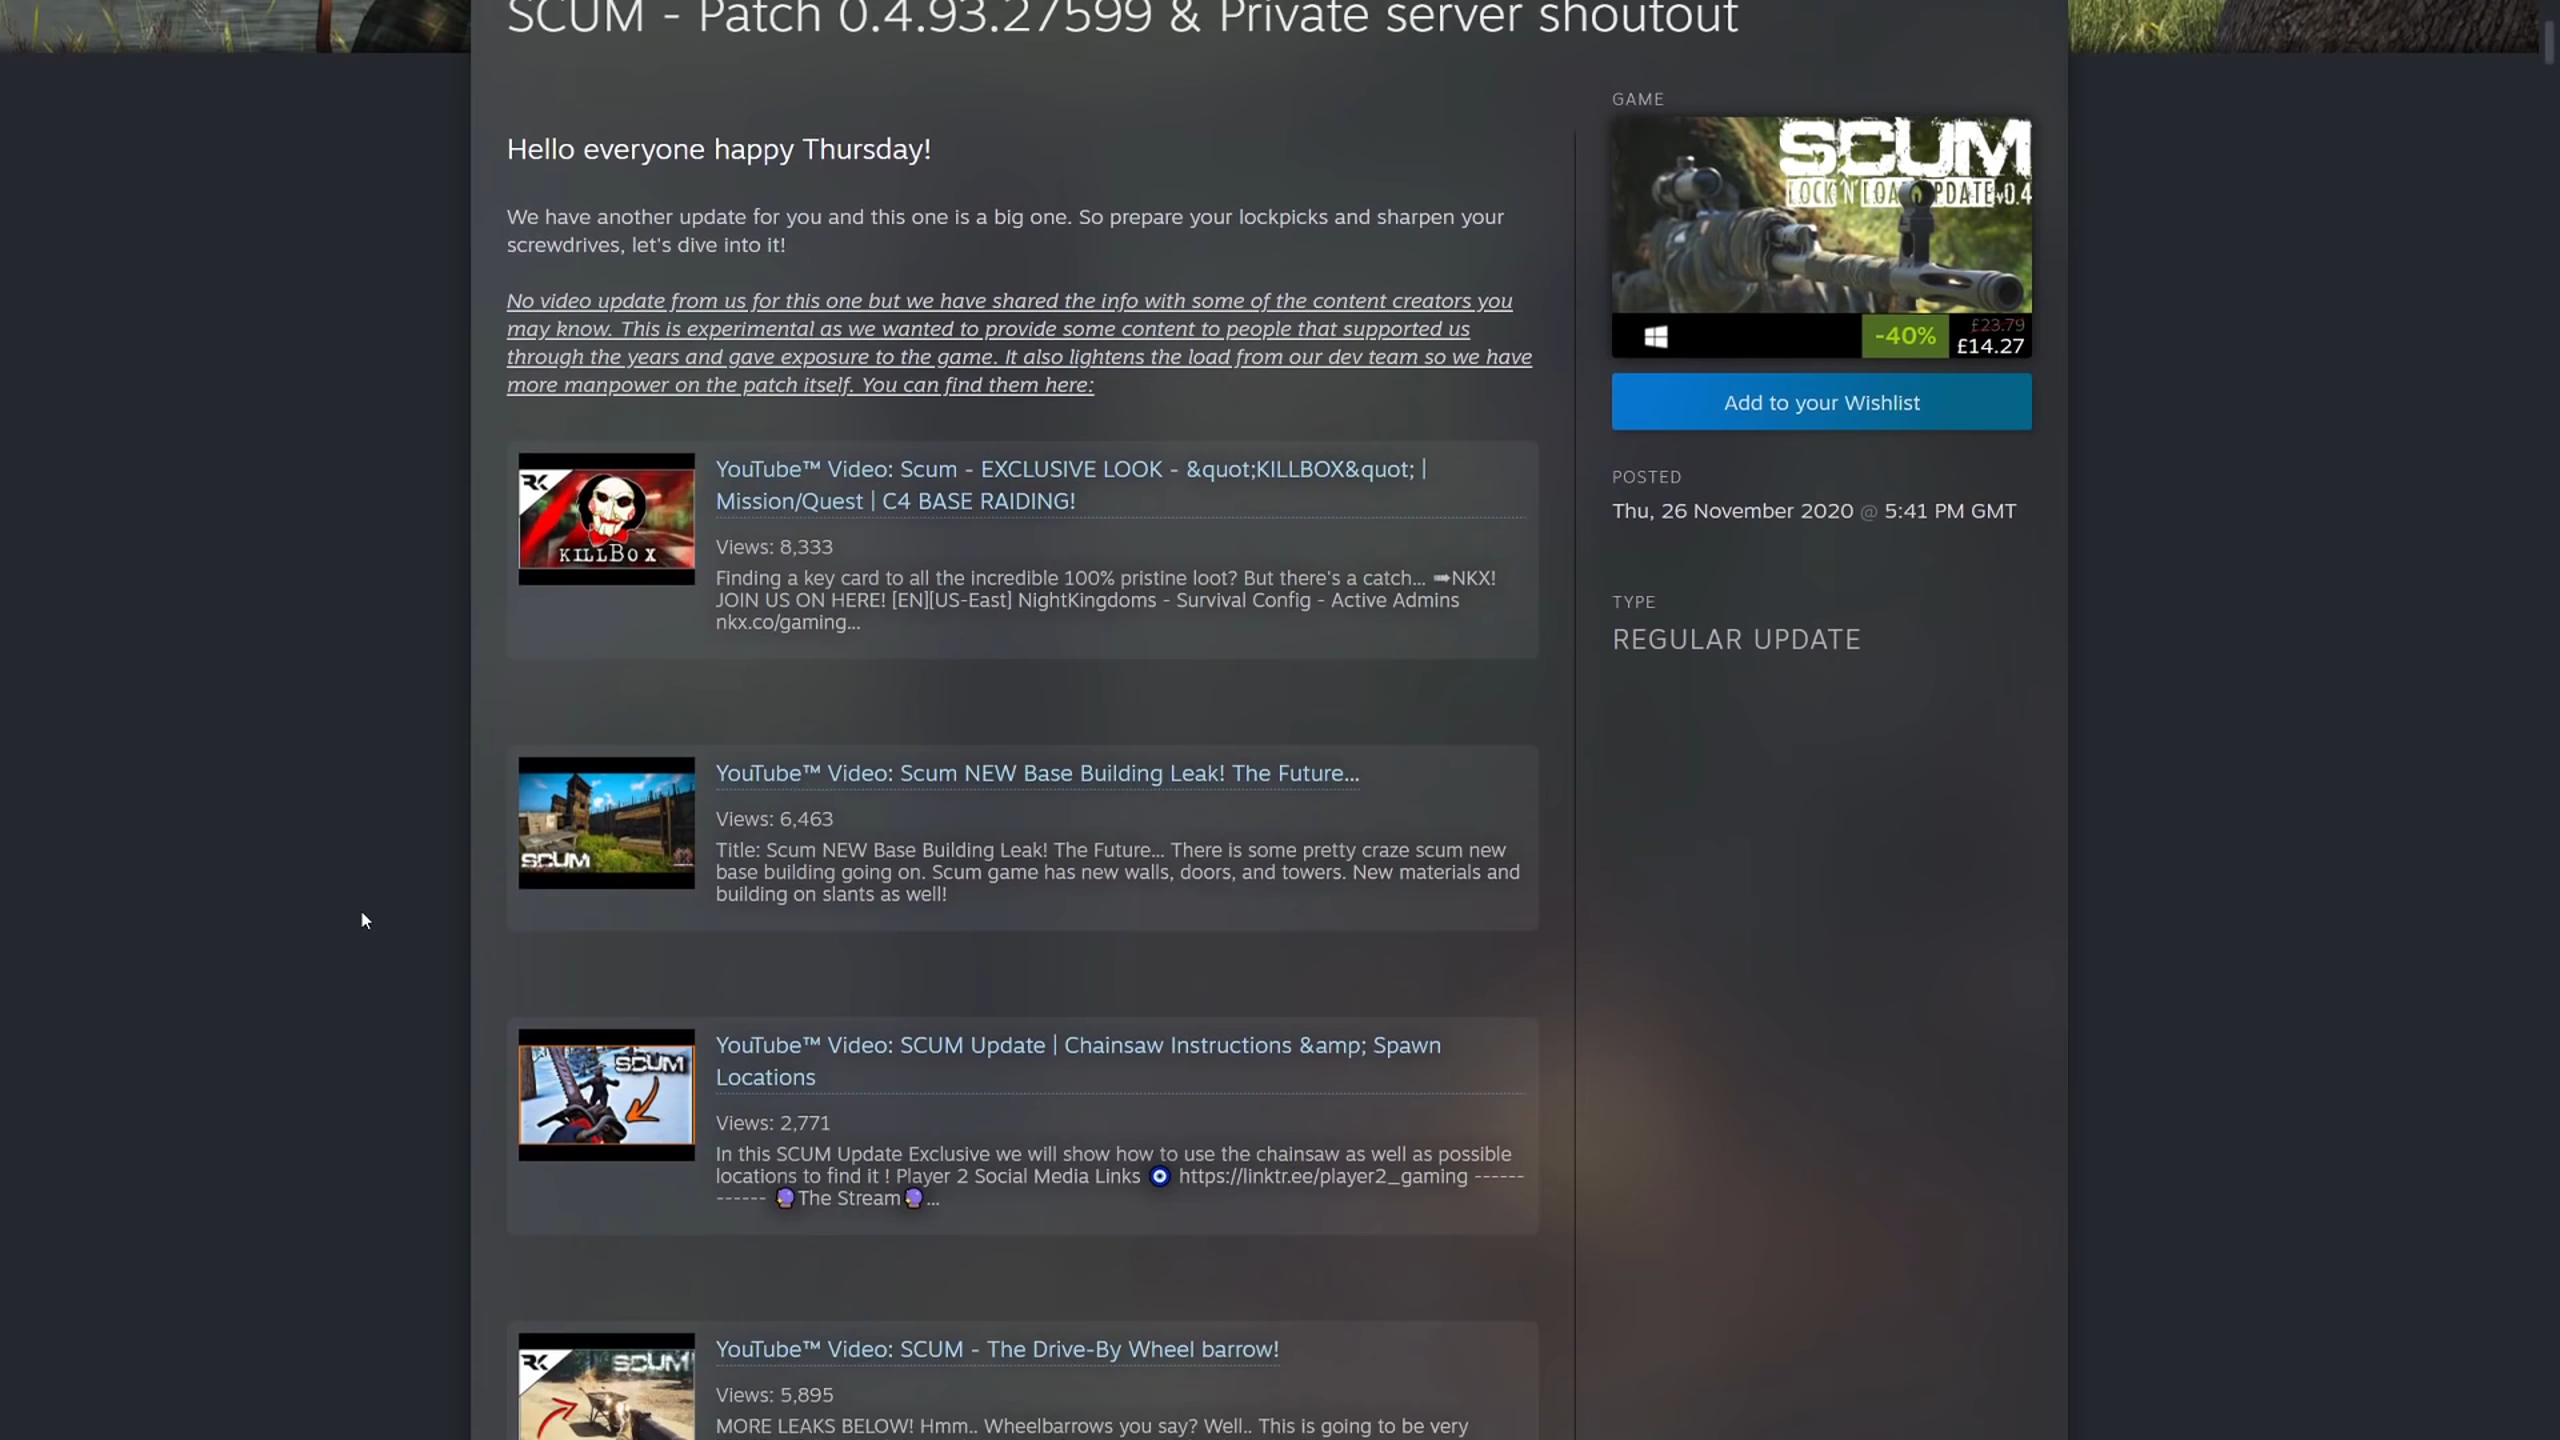 SCUM - Patch 0.4.93.27599 & Private server shoutout
Hello everyone happy Thursday!
We have another update for you and this one is a big one. So prepare your lockpicks and sharpen your
screwdrives, let's dive into it!
No video update from us for this one but we have shared the info with some of the content creators you
may know. This is experimental as we wanted to provide some content to people that supported us
through the years and gave exposure to the game. It also lightens the load from our dev team so we have
more manpower on the patch itself. You can find them here:
RK
KILLBOX
YouTube™ Video: Scum - EXCLUSIVE LOOK - &quot;KILLBOX&quot; |
Mission/Quest | C4 BASE RAIDING!
Views: 8,333
Finding a key card to all the incredible 100% pristine loot? But there's a catch... ➡NKX!
JOIN US ON HERE! [EN][US-East] NightKingdoms - Survival Config - Active Admins
nkx.co/gaming...
SCUM
YouTube™ Video: Scum NEW Base Building Leak! The Future...
Views: 6,463
Title: Scum NEW Base Building Leak! The Future... There is some pretty craze scum new
base building going on. Scum game has new walls, doors, and towers. New materials and
building on slants as well!
SCUM
YouTube™ Video: SCUM Update | Chainsaw Instructions &amp; Spawn
Locations
Views: 2,771
In this SCUM Update Exclusive we will show how to use the chainsaw as well as possible
locations to find it ! Player 2 Social Media Links 🧿 https://linktr.ee/player2_gaming ------
------ 🔮The Stream🔮...
RK
SCUM
YouTube™ Video: SCUM - The Drive-By Wheel barrow!
Views: 5,895
MORE LEAKS BELOW! Hmm.. Wheelbarrows you say? Well.. This is going to be very
GAME
SCUM
LOCK'N'LOAD UPDATE v0.4
-40%
£23.79
£14.27
Add to your Wishlist
POSTED
Thu, 26 November 2020 @ 5:41 PM GMT
TYPE
REGULAR UPDATE